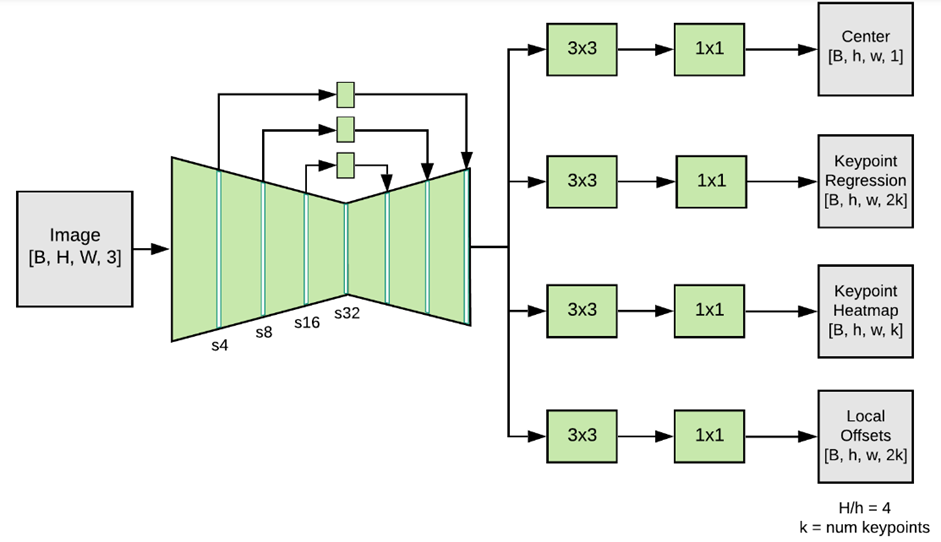 Image
[B, H, W, 3]
s4
s8
s16
s32
3x3
1x1
Center
[B, h, w, 1]
3x3
1x1
Keypoint
Regression
[B, h, w, 2k]
3x3
1x1
Keypoint
Heatmap
[B, h, w, k]
3x3
1x1
Local
Offsets
[B, h, w, 2k]
H/h = 4
k = num keypoints